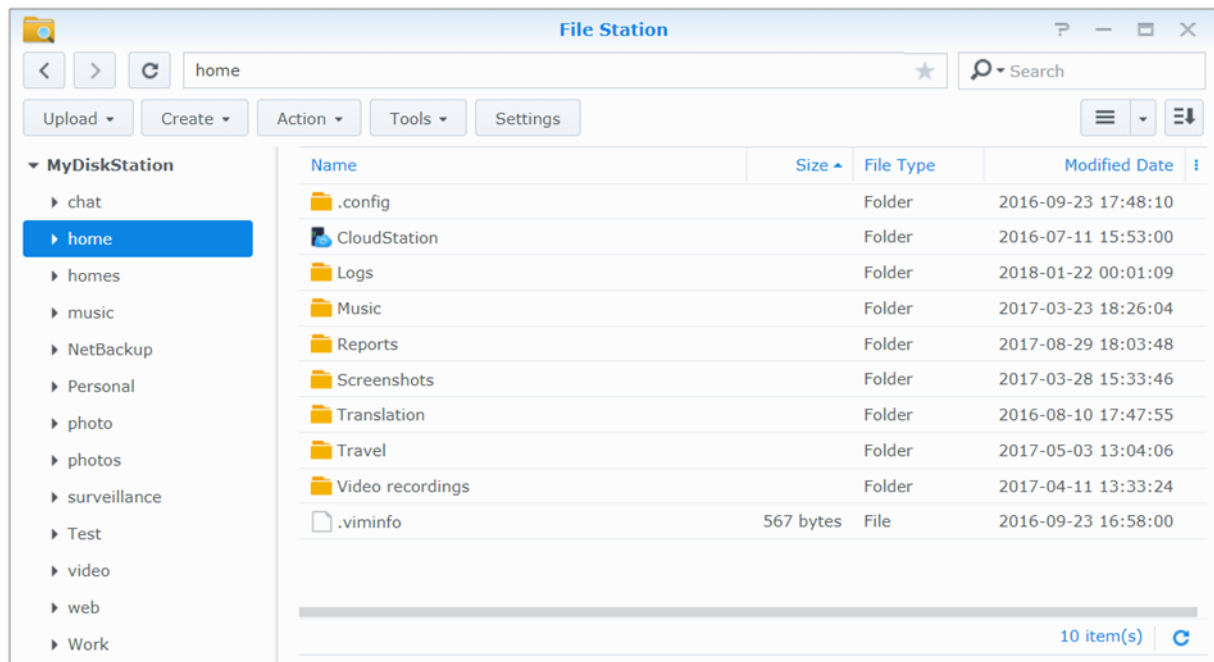 File Station
home
Search
Upload Create Action Tools Settings
MyDiskStation
chat
home
homes
music
NetBackup
Personal
photo
photos
surveillance
Test
video
web
Work
Name Size File Type Modified Date
.config Folder 2016-09-23 17:48:10
CloudStation Folder 2016-07-11 15:53:00
Logs Folder 2018-01-22 00:01:09
Music Folder 2017-03-23 18:26:04
Reports Folder 2017-08-29 18:03:48
Screenshots Folder 2017-03-28 15:33:46
Translation Folder 2016-08-10 17:47:55
Travel Folder 2017-05-03 13:04:06
Video recordings Folder 2017-04-11 13:33:24
.viminfo 567 bytes File 2016-09-23 16:58:00
10 item(s)